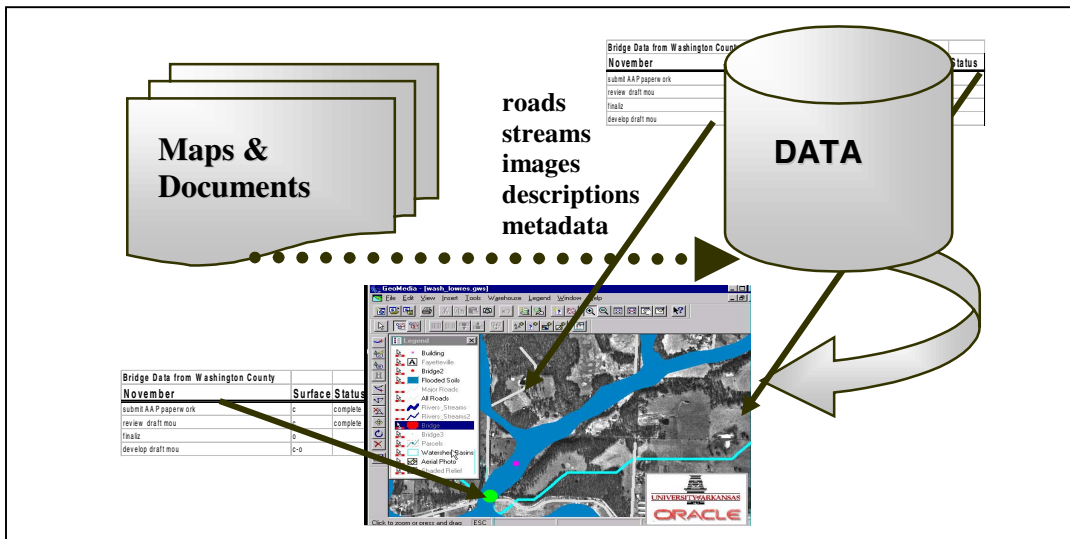 Bridge Data from Washington County
November Status
submit AAP paperwork
review draft mou
finaliz
develop draft mou
Maps &
Documents
roads
streams
images
descriptions
metadata
DATA
GeoMedia - [wash_lowres.gws]
File Edit View Insert Tools Warehouse Legend Window Help
Legend
Building
Fayetteville
Bridge2
Flooded Soils
Major Roads
All Roads
Rivers_Streams
Rivers_Streams2
Bridge
Bridge3
Parcels
Watershed Basins
Aerial Photo
Shaded Relief
Bridge Data from Washington County
November Surface Status
submit AAP paperwork c complete
review draft mou c complete
finaliz o
develop draft mou c-o
UNIVERSITY OF ARKANSAS
ORACLE
Click to zoom or press and drag ESC